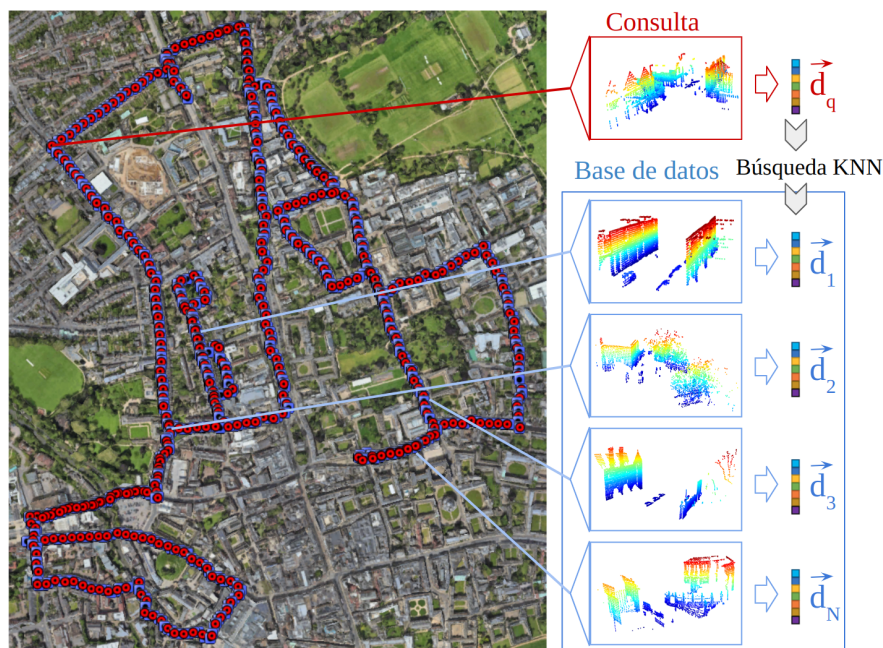 Consulta
d_q
Búsqueda KNN
Base de datos
d_1
d_2
d_3
d_N